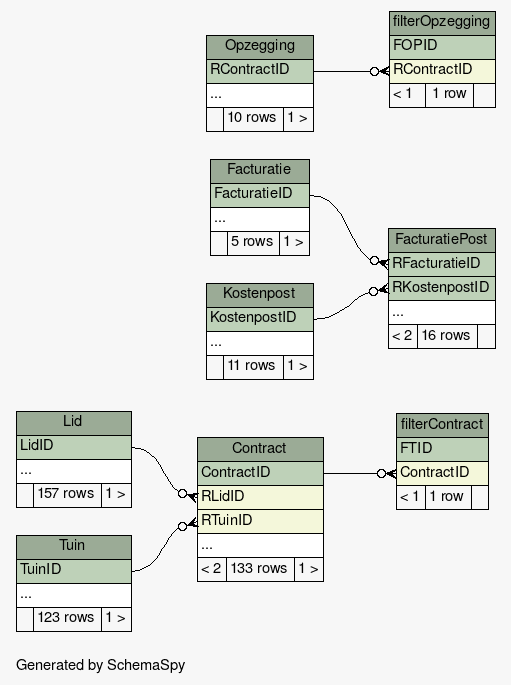 Opzegging
RContractID
...
10 rows 1 >
filterOpzegging
FOPID
RContractID
< 1 1 row
Facturatie
FacturatieID
...
5 rows 1 >
Kostenpost
KostenpostID
...
11 rows 1 >
FacturatiePost
RFacturatieID
RKostenpostID
...
< 2 16 rows
Lid
LidID
...
157 rows 1 >
Tuin
TuinID
...
123 rows 1 >
Contract
ContractID
RLidID
RTuinID
...
< 2 133 rows 1 >
filterContract
FTID
ContractID
< 1 1 row
Generated by SchemaSpy